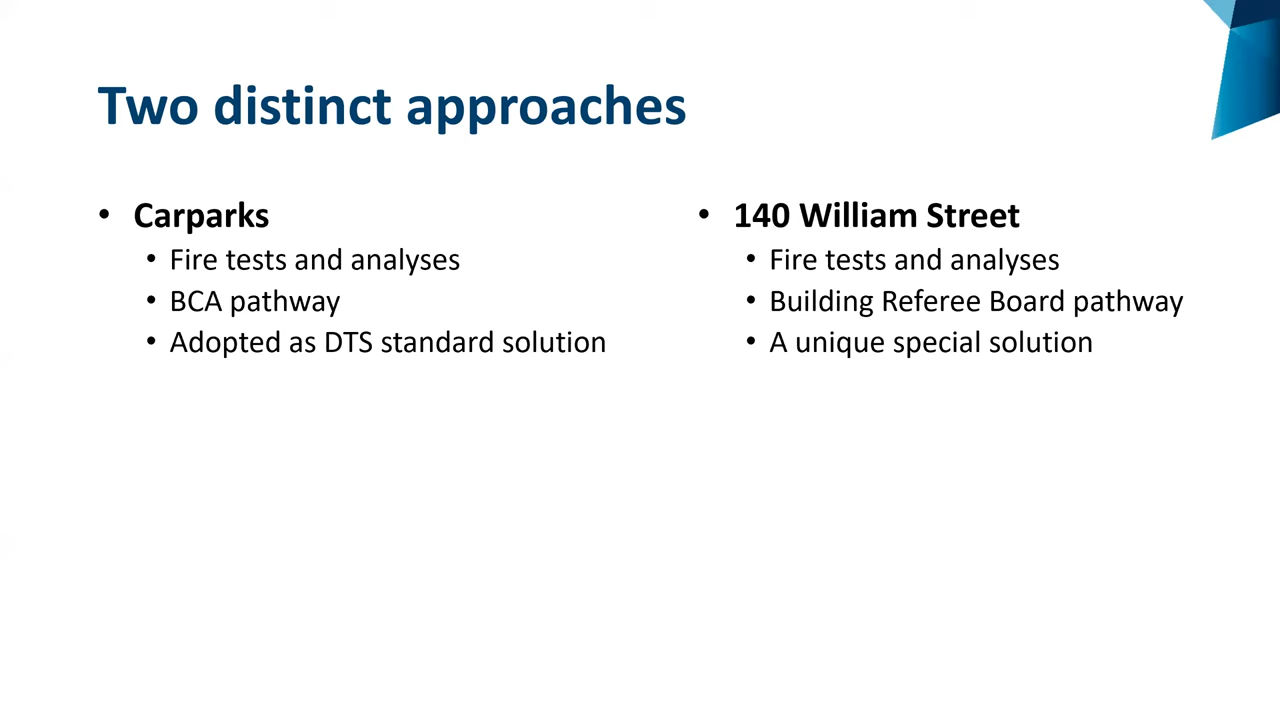 Two distinct approaches
• Carparks
• Fire tests and analyses
• BCA pathway
• Adopted as DTS standard solution
• 140 William Street
• Fire tests and analyses
• Building Referee Board pathway
• A unique special solution